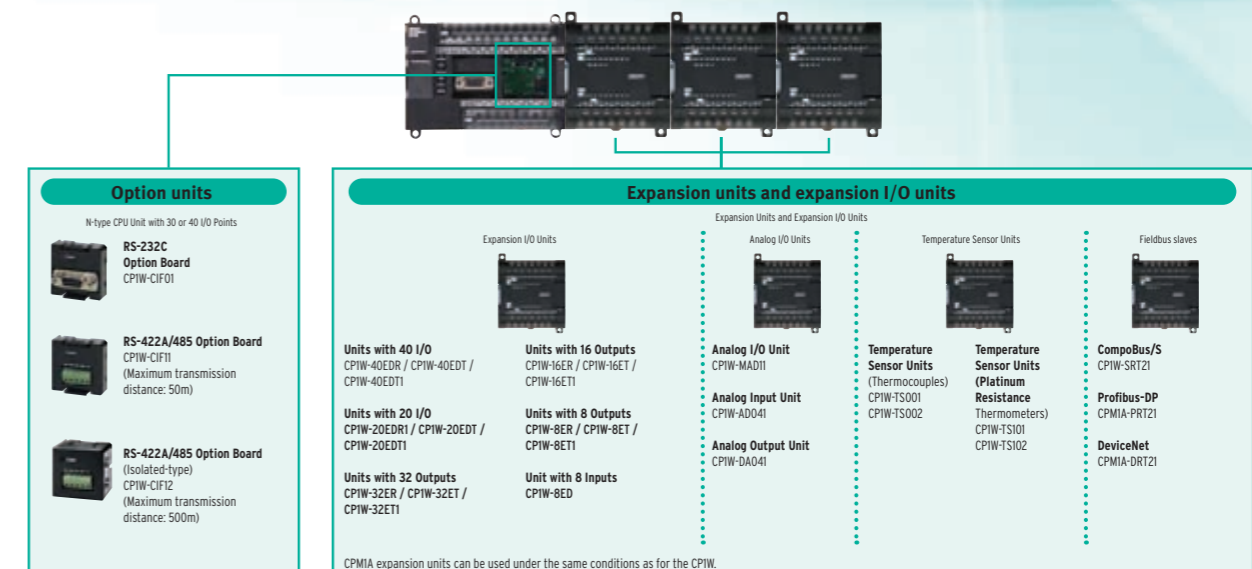 Option units
N-type CPU Unit with 30 or 40 I/O Points
RS-232C
Option Board
CP1W-CIF01
RS-422A/485 Option Board
CP1W-CIF11
(Maximum transmission
distance: 50m)
RS-422A/485 Option Board
(Isolated-type)
CP1W-CIF12
(Maximum transmission
distance: 500m)
Expansion units and expansion I/O units
Expansion Units and Expansion I/O Units
Expansion I/O Units
Units with 40 I/O
CP1W-40EDR / CP1W-40EDT /
CP1W-40EDT1
Units with 20 I/O
CP1W-20EDR1 / CP1W-20EDT /
CP1W-20EDT1
Units with 32 Outputs
CP1W-32ER / CP1W-32ET /
CP1W-32ET1
Units with 16 Outputs
CP1W-16ER / CP1W-16ET /
CP1W-16ET1
Units with 8 Outputs
CP1W-8ER / CP1W-8ET /
CP1W-8ET1
Unit with 8 Inputs
CP1W-8ED
Analog I/O Units
Analog I/O Unit
CP1W-MAD11
Analog Input Unit
CP1W-AD041
Analog Output Unit
CP1W-DA041
Temperature Sensor Units
Temperature
Sensor Units
(Thermocouples)
CP1W-TS001
CP1W-TS002
Temperature
Sensor Units
(Platinum
Resistance
Thermometers)
CP1W-TS101
CP1W-TS102
Fieldbus slaves
CompoBus/S
CP1W-SRT21
Profibus-DP
CPM1A-PRT21
DeviceNet
CPM1A-DRT21
CPM1A expansion units can be used under the same conditions as for the CP1W.